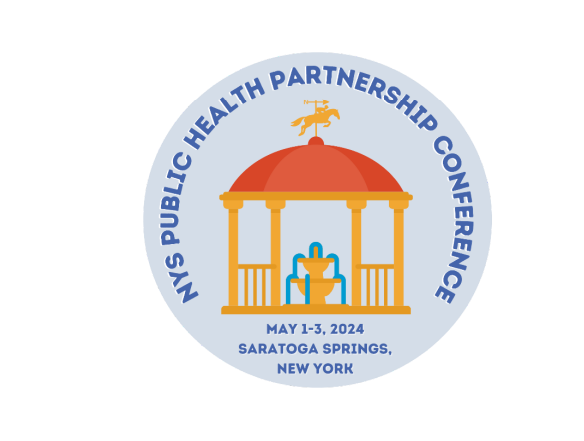 NYS PUBLIC HEALTH PARTNERSHIP CONFERENCE
MAY 1-3, 2024
SARATOGA SPRINGS,
NEW YORK